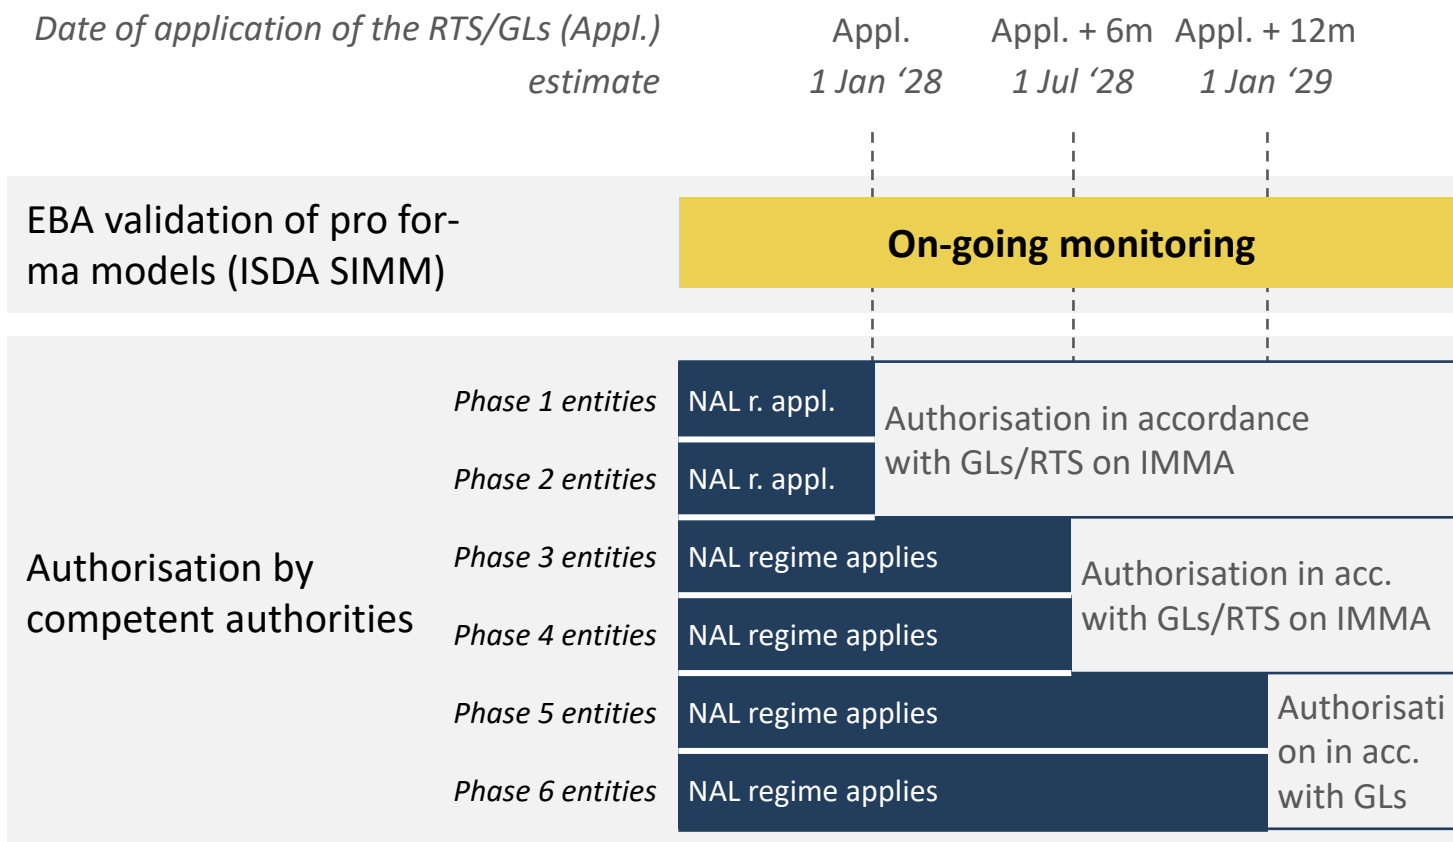 Date of application of the RTS/GLs (Appl.)
estimate
Appl.
1 Jan ‘28
Appl. + 6m
1 Jul ‘28
Appl. + 12m
1 Jan ‘29
EBA validation of pro for-
ma models (ISDA SIMM)
On-going monitoring
Authorisation by
competent authorities
Phase 1 entities
NAL r. appl.
Phase 2 entities
NAL r. appl.
Authorisation in accordance
with GLs/RTS on IMMA
Phase 3 entities
NAL regime applies
Phase 4 entities
NAL regime applies
Authorisation in acc.
with GLs/RTS on IMMA
Phase 5 entities
NAL regime applies
Phase 6 entities
NAL regime applies
Authorisati
on in acc.
with GLs